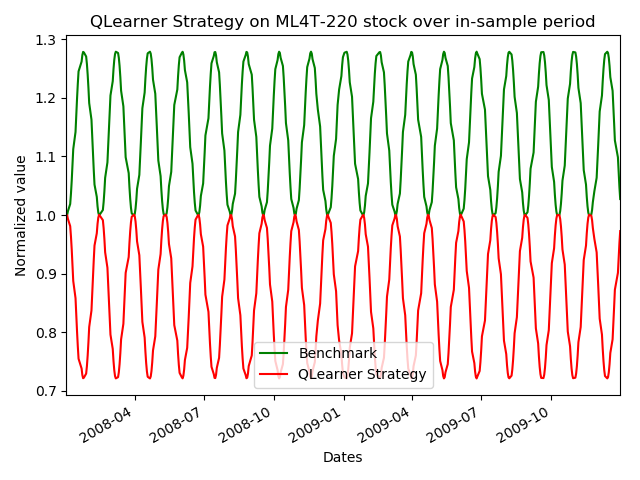 QLearner Strategy on ML4T-220 stock over in-sample period
Normalized value
1.3
1.2
1.1
1.0
0.9
0.8
0.7
Benchmark
QLearner Strategy
2008-04
2008-07
2008-10
2009-01
2009-04
2009-07
2009-10
Dates